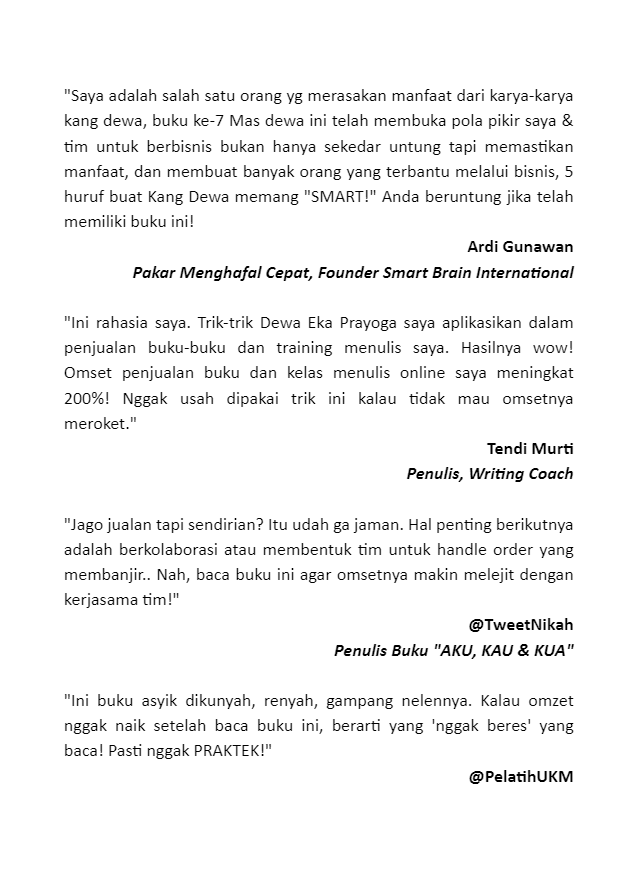 "Saya adalah salah satu orang yg merasakan manfaat dari karya-karya
kang dewa, buku ke-7 Mas dewa ini telah membuka pola pikir saya &
tim untuk berbisnis bukan hanya sekedar untung tapi memastikan
manfaat, dan membuat banyak orang yang terbantu melalui bisnis, 5
huruf buat Kang Dewa memang "SMART!" Anda beruntung jika telah
memiliki buku ini!
Ardi Gunawan
Pakar Menghafal Cepat, Founder Smart Brain International
"Ini rahasia saya. Trik-trik Dewa Eka Prayoga saya aplikasikan dalam
penjualan buku-buku dan training menulis saya. Hasilnya wow!
Omset penjualan buku dan kelas menulis online saya meningkat
200%! Nggak usah dipakai trik ini kalau tidak mau omsetnya
meroket."
Tendi Murti
Penulis, Writing Coach
"Jago jualan tapi sendirian? Itu udah ga jaman. Hal penting berikutnya
adalah berkolaborasi atau membentuk tim untuk handle order yang
membanjir.. Nah, baca buku ini agar omsetnya makin melejit dengan
kerjasama tim!"
@TweetNikah
Penulis Buku "AKU, KAU & KUA"
"Ini buku asyik dikunyah, renyah, gampang nelennya. Kalau omzet
nggak naik setelah baca buku ini, berarti yang 'nggak beres' yang
baca! Pasti nggak PRAKTEK!"
@PelatihUKM